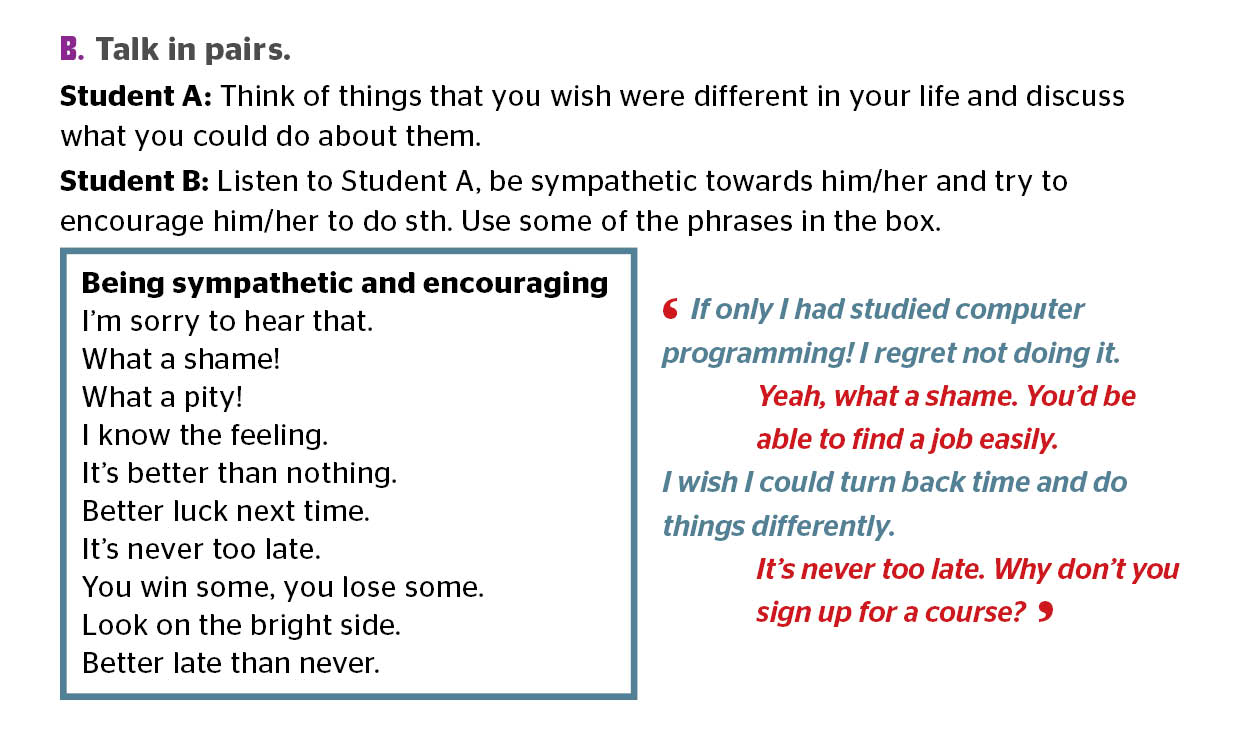 B. Talk in pairs.
Student A: Think of things that you wish were different in your life and discuss
what you could do about them.
Student B: Listen to Student A, be sympathetic towards him/her and try to
encourage him/her to do sth. Use some of the phrases in the box.
Being sympathetic and encouraging
I'm sorry to hear that.
What a shame!
What a pity!
I know the feeling.
It's better than nothing.
Better luck next time.
It's never too late.
You win some, you lose some.
Look on the bright side.
Better late than never.
‘ If only I had studied computer
programming! I regret not doing it.
Yeah, what a shame. You'd be
able to find a job easily.
I wish I could turn back time and do
things differently.
It's never too late. Why don't you
sign up for a course? ’